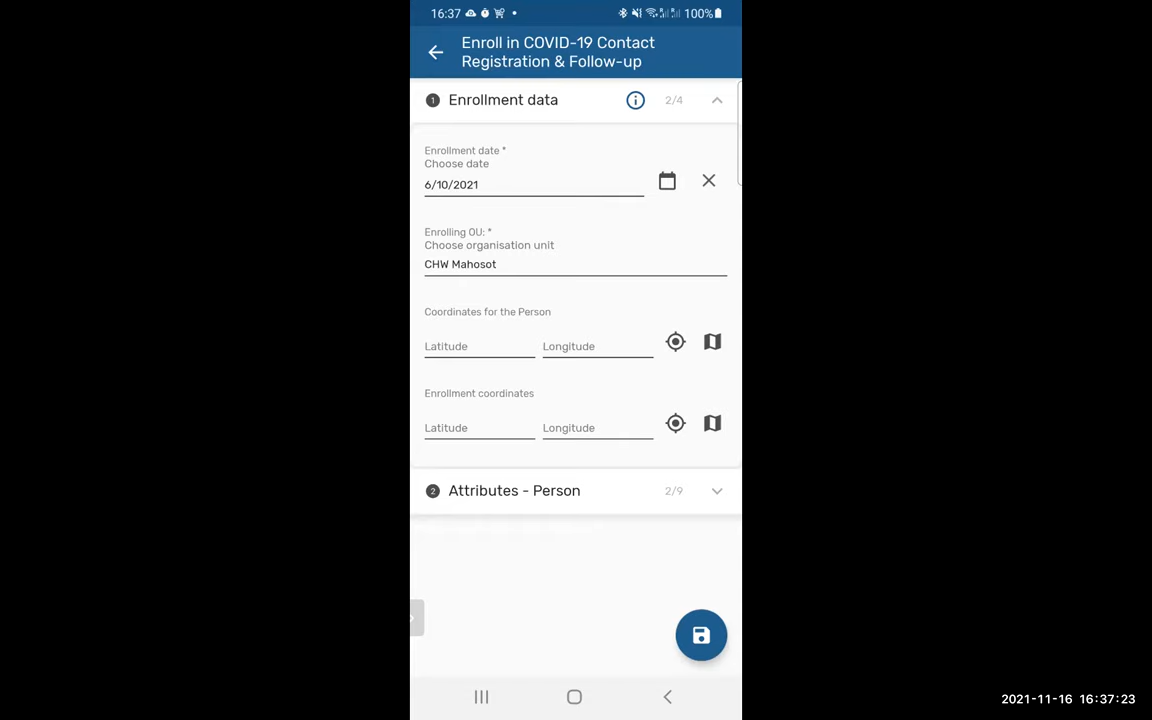 16:37
100%
Enroll in COVID-19 Contact
Registration & Follow-up
1 Enrollment data 2/4
Enrollment date *
Choose date
6/10/2021
Enrolling OU: *
Choose organisation unit
CHW Mahosot
Coordinates for the Person
Latitude Longitude
Enrollment coordinates
Latitude Longitude
2 Attributes - Person 2/9
2021-11-16 16:37:23